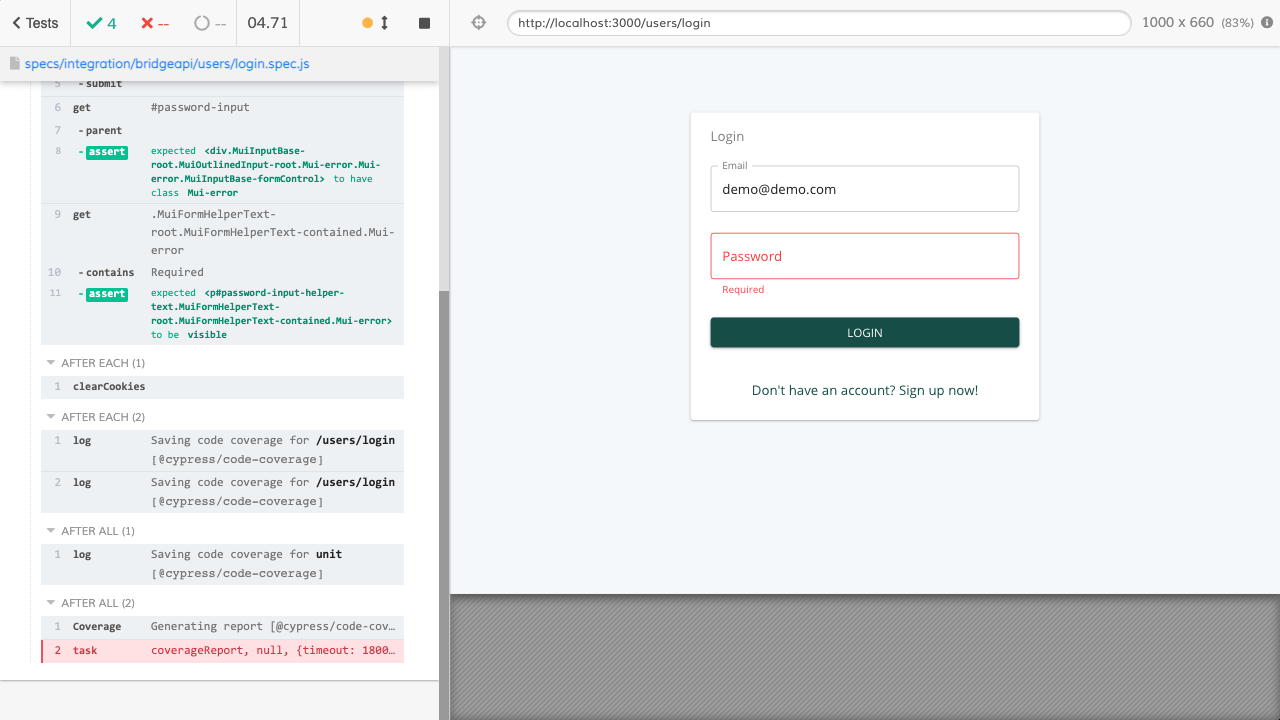 Tests
4
--
--
04.71
http://localhost:3000/users/login
1000 x 660 (83%)
specs/integration/bridgeapi/users/login.spec.js
5 - submit
6 get #password-input
7 - parent
8 - assert expected <div.MuiInputBase-
root.MuiOutlinedInput-root.Mui-error.Mui-
error.MuiInputBase-formControl> to have
class Mui-error
9 get .MuiFormHelperText-
root.MuiFormHelperText-contained.Mui-
error
10 - contains Required
11 - assert expected <p#password-input-helper-
text.MuiFormHelperText-
root.MuiFormHelperText-contained.Mui-error>
to be visible
AFTER EACH (1)
1 clearCookies
AFTER EACH (2)
1 log Saving code coverage for /users/login
[@cypress/code-coverage]
2 log Saving code coverage for /users/login
[@cypress/code-coverage]
AFTER ALL (1)
1 log Saving code coverage for unit
[@cypress/code-coverage]
AFTER ALL (2)
1 Coverage Generating report [@cypress/code-cov…
2 task coverageReport, null, {timeout: 1800…
Login
Email
demo@demo.com
Password
Required
LOGIN
Don't have an account? Sign up now!